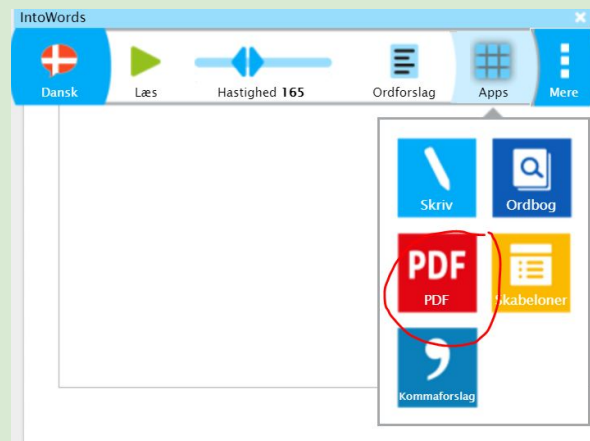 IntoWords
Dansk Læs Hastighed 165 Ordforslag Apps Mere
Skriv Ordbog
PDF
PDF Skabeloner
Kommaforslag